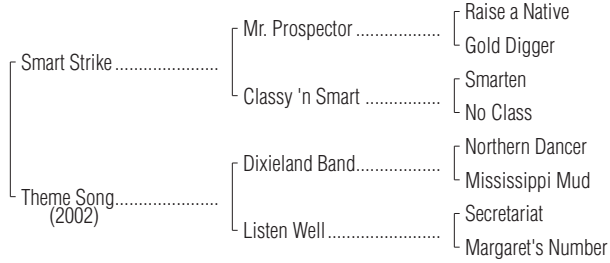 Raise a Native
Mr. Prospector ..................
Gold Digger
Smart Strike ......................
Smarten
Classy 'n Smart ................
No Class
Northern Dancer
Dixieland Band..................
Mississippi Mud
Theme Song......................
(2002)
Secretariat
Listen Well ........................
Margaret's Number